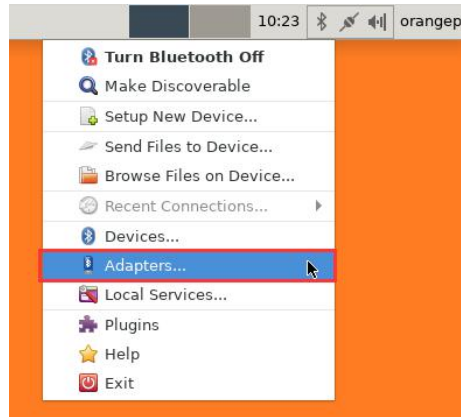 10:23 orangep
Turn Bluetooth Off
Make Discoverable
Setup New Device...
Send Files to Device...
Browse Files on Device...
Recent Connections...
Devices...
Adapters...
Local Services...
Plugins
Help
Exit